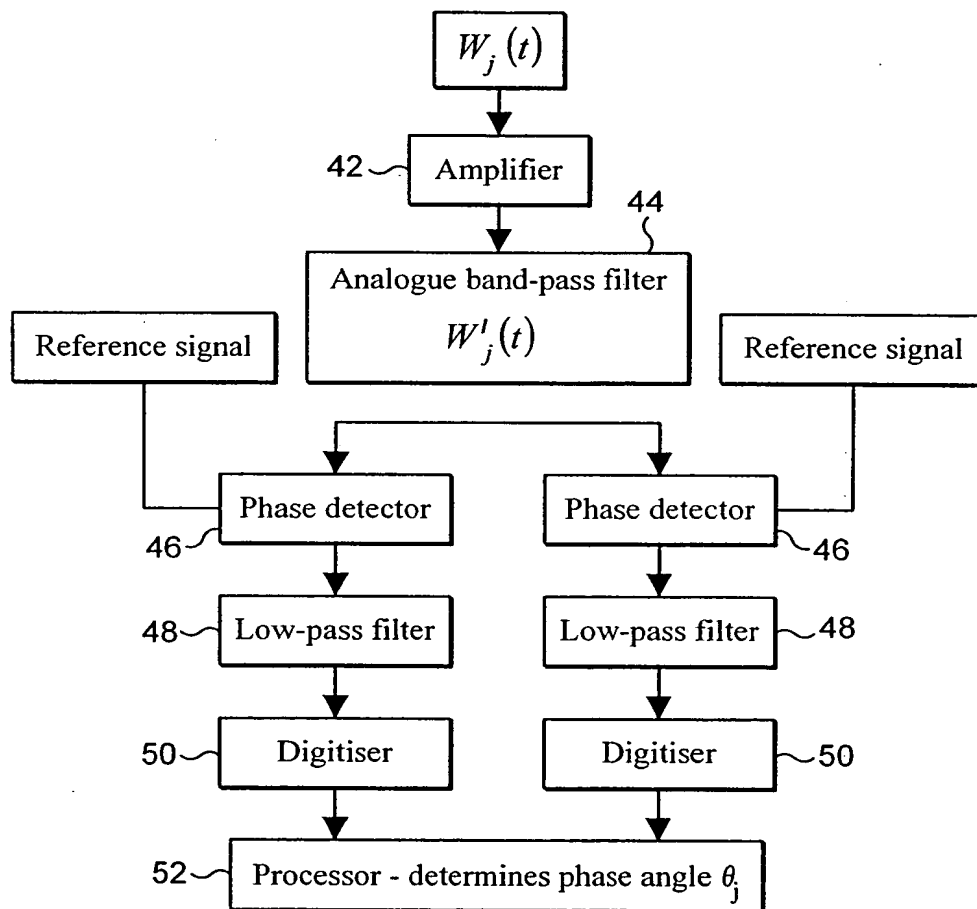 W_j (t)
42 Amplifier
44
Analogue band-pass filter
W'_j(t)
Reference signal
Reference signal
Phase detector
Phase detector
46
46
48 Low-pass filter
Low-pass filter 48
50 Digitiser
Digitiser 50
52 Processor - determines phase angle θ_j